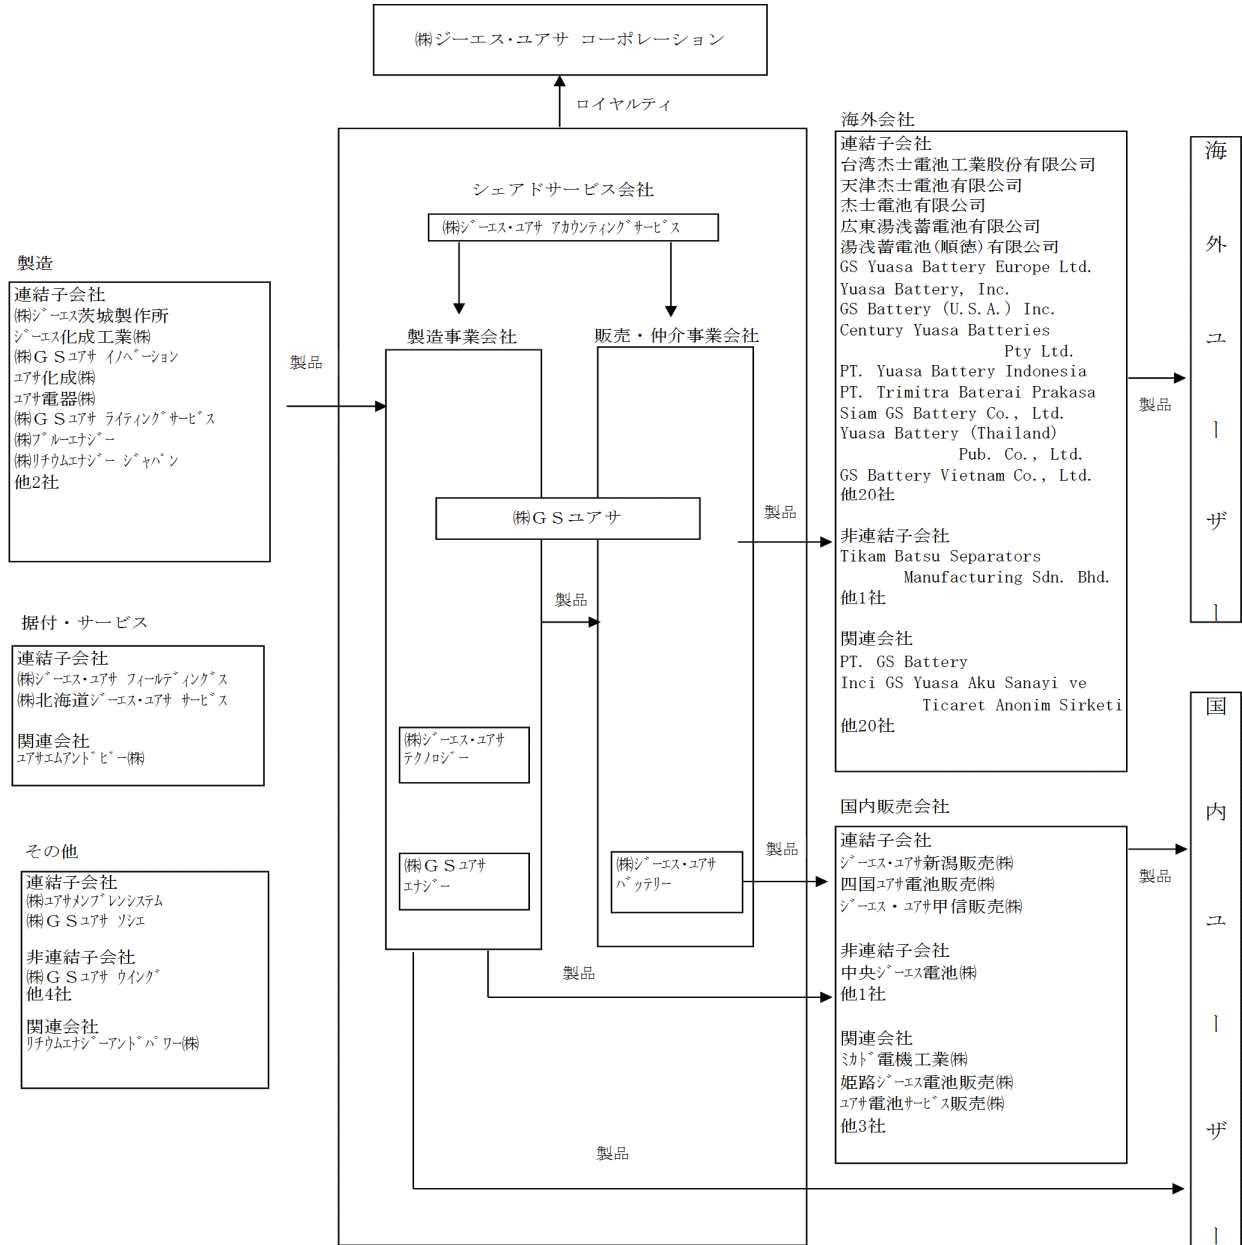 ㈱ジーエス・ユアサ コーポレーション
ロイヤルティ
シェアドサービス会社
㈱ｼﾞｰｴｽ・ﾕｱｻ ｱｶｳﾝﾃｨﾝｸﾞｻｰﾋﾞｽ
製造
連結子会社
㈱ｼﾞｰｴｽ茨城製作所
ｼﾞｰｴｽ化成工業㈱
㈱ＧＳﾕｱｻ ｲﾉﾍﾞｰｼｮﾝ
ﾕｱｻ化成㈱
ﾕｱｻ電器㈱
㈱ＧＳﾕｱｻ ﾗｲﾃｨﾝｸﾞｻｰﾋﾞｽ
㈱ﾌﾞﾙｰｴﾅｼﾞｰ
㈱ﾘﾁｳﾑｴﾅｼﾞｰ ｼﾞｬﾊﾟﾝ
他2社
製品
据付・サービス
連結子会社
㈱ｼﾞｰｴｽ・ﾕｱｻ ﾌｨｰﾙﾃﾞｨﾝｸﾞｽ
㈱北海道ｼﾞｰｴｽ・ﾕｱｻ ｻｰﾋﾞｽ
関連会社
ﾕｱｻｴﾑｱﾝﾄﾞﾋﾞｰ㈱
その他
連結子会社
㈱ﾕｱｻﾒﾝﾌﾞﾚﾝｼｽﾃﾑ
㈱ＧＳﾕｱｻ ｿｼｴ
非連結子会社
㈱ＧＳﾕｱｻ ｳｲﾝｸﾞ
他4社
関連会社
ﾘﾁｳﾑｴﾅｼﾞｰｱﾝﾄﾞﾊﾟﾜｰ㈱
製造事業会社
販売・仲介事業会社
㈱ＧＳユアサ
製品
㈱ｼﾞｰｴｽ・ﾕｱｻ
ﾃｸﾉﾛｼﾞｰ
㈱ＧＳﾕｱｻ
ｴﾅｼﾞｰ
㈱ｼﾞｰｴｽ・ﾕｱｻ
ﾊﾞｯﾃﾘｰ
製品
製品
製品
製品
海外会社
連結子会社
台湾杰士電池工業股份有限公司
天津杰士電池有限公司
杰士電池有限公司
広東湯浅蓄電池有限公司
湯浅蓄電池(順徳)有限公司
GS Yuasa Battery Europe Ltd.
Yuasa Battery, Inc.
GS Battery (U.S.A.) Inc.
Century Yuasa Batteries
Pty Ltd.
PT. Yuasa Battery Indonesia
PT. Trimitra Baterai Prakasa
Siam GS Battery Co., Ltd.
Yuasa Battery (Thailand)
Pub. Co., Ltd.
GS Battery Vietnam Co., Ltd.
他20社
非連結子会社
Tikam Batsu Separators
Manufacturing Sdn. Bhd.
他1社
関連会社
PT. GS Battery
Inci GS Yuasa Aku Sanayi ve
Ticaret Anonim Sirketi
他20社
国内販売会社
連結子会社
ｼﾞｰｴｽ・ﾕｱｻ新潟販売㈱
四国ﾕｱｻ電池販売㈱
ｼﾞｰｴｽ・ﾕｱｻ甲信販売㈱
非連結子会社
中央ｼﾞｰｴｽ電池㈱
他1社
関連会社
ﾐｶﾄﾞ電機工業㈱
姫路ｼﾞｰｴｽ電池販売㈱
ﾕｱｻ電池ｻｰﾋﾞｽ販売㈱
他3社
製品
製品
海外ユーザー
国内ユーザー